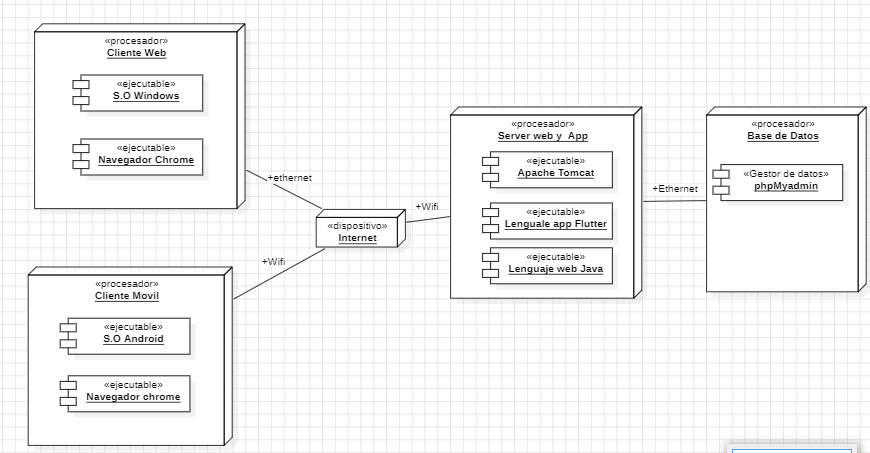 «procesador»
Cliente Web
«ejecutable»
S.O Windows
«ejecutable»
Navegador Chrome
+ethernet
«dispositivo»
Internet
+Wifi
«procesador»
Cliente Movil
«ejecutable»
S.O Android
«ejecutable»
Navegador chrome
+Wifi
«procesador»
Server web y App
«ejecutable»
Apache Tomcat
«ejecutable»
Lenguale app Flutter
«ejecutable»
Lenguaje web Java
+Ethernet
«procesador»
Base de Datos
«Gestor de datos»
phpMyadmin